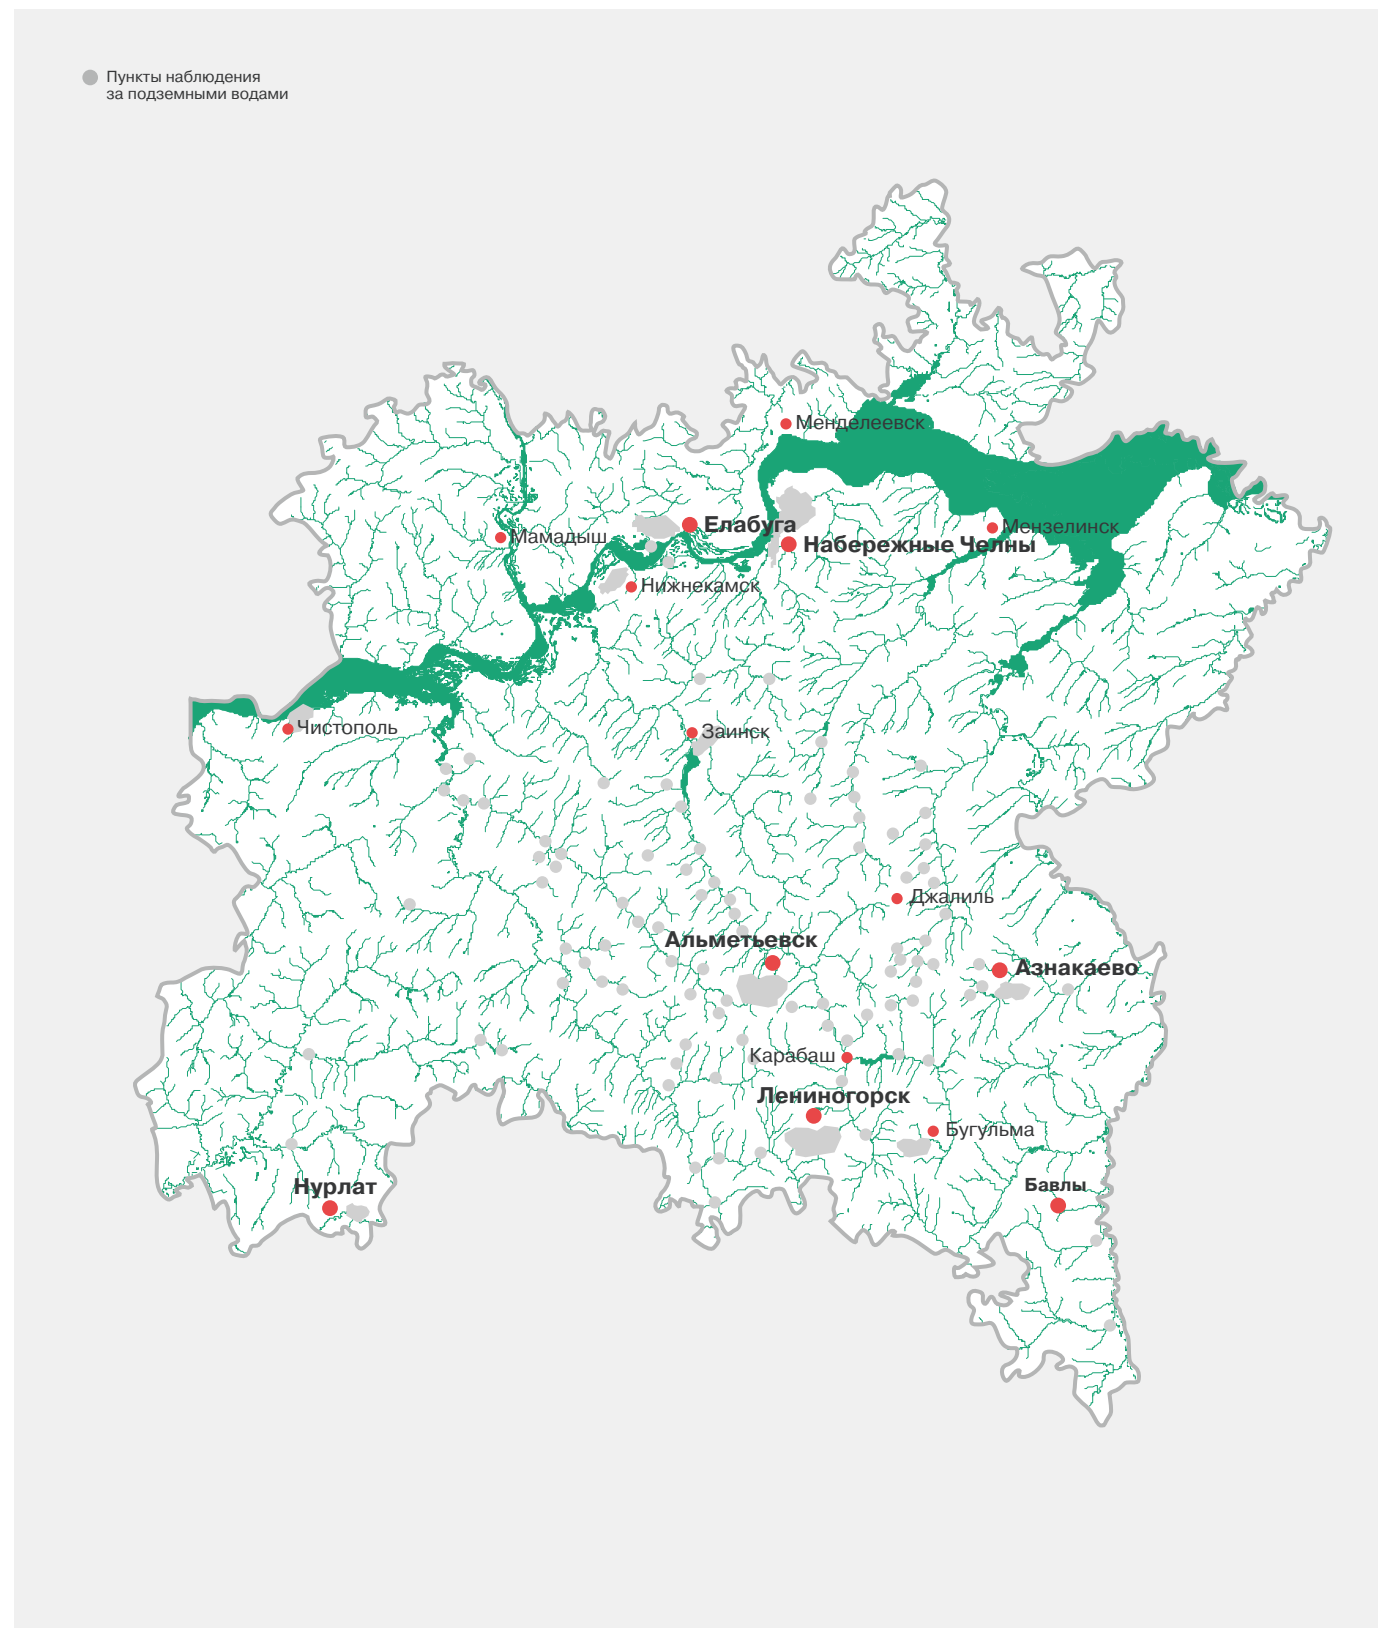 Пункты наблюдения
за подземными водами
Менделеевск
Елабуга
Мензелинск
Мамадыш
Набережные Челны
Нижнекамск
Чистополь
Заинск
Джалиль
Альметьевск
Азнакаево
Карабаш
Лениногорск
Бугульма
Нурлат
Бавлы